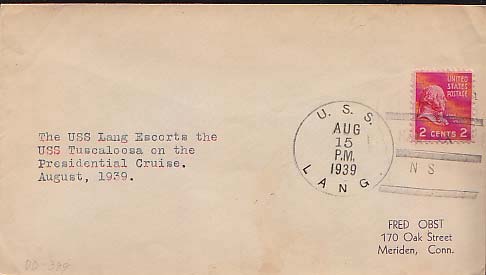 UNITED
STATES
POSTAGE
2 CENTS 2
U. S. S.
AUG
15
P.M.
1939
LANG
N S
The USS Lang Escorts the
USS Tuscaloosa on the
Presidential Cruise.
August, 1939.
FRED OBST
170 Oak Street
Meriden, Conn.